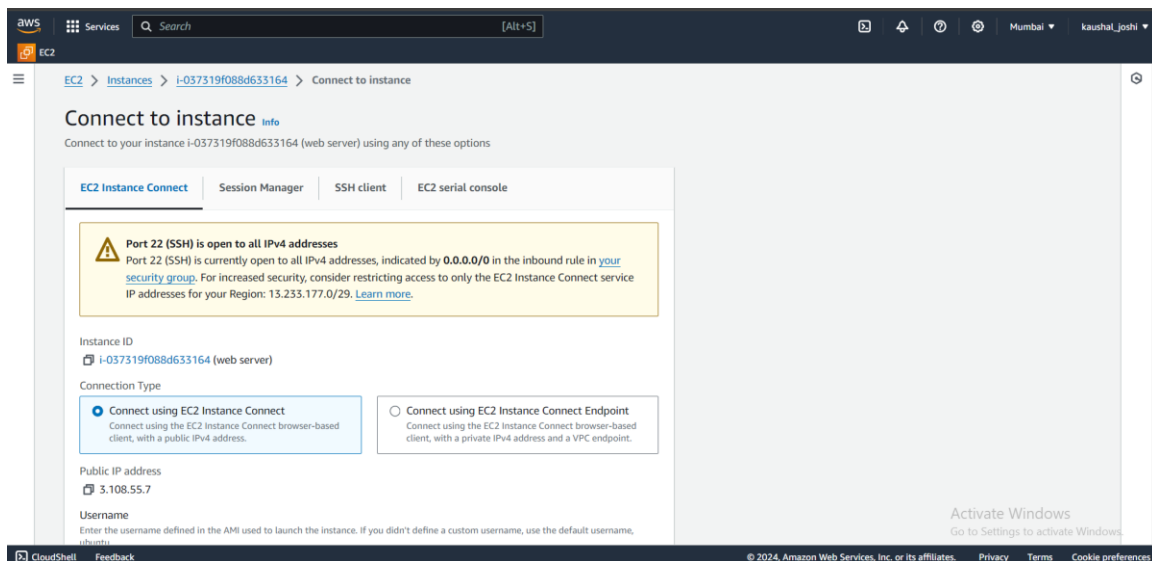 aws Services Search [Alt+S] Mumbai kaushal_joshi
EC2
EC2 > Instances > i-037319f088d633164 > Connect to instance
Connect to instance Info
Connect to your instance i-037319f088d633164 (web server) using any of these options
EC2 Instance Connect Session Manager SSH client EC2 serial console
Port 22 (SSH) is open to all IPv4 addresses
Port 22 (SSH) is currently open to all IPv4 addresses, indicated by 0.0.0.0/0 in the inbound rule in your
security group. For increased security, consider restricting access to only the EC2 Instance Connect service
IP addresses for your Region: 13.233.177.0/29. Learn more.
Instance ID
i-037319f088d633164 (web server)
Connection Type
Connect using EC2 Instance Connect
Connect using the EC2 Instance Connect browser-based
client, with a public IPv4 address.
Connect using EC2 Instance Connect Endpoint
Connect using the EC2 Instance Connect browser-based
client, with a private IPv4 address and a VPC endpoint.
Public IP address
3.108.55.7
Username
Enter the username defined in the AMI used to launch the instance. If you didn't define a custom username, use the default username,
ubuntu
Activate Windows
Go to Settings to activate Windows.
CloudShell Feedback © 2024, Amazon Web Services, Inc. or its affiliates. Privacy Terms Cookie preferences